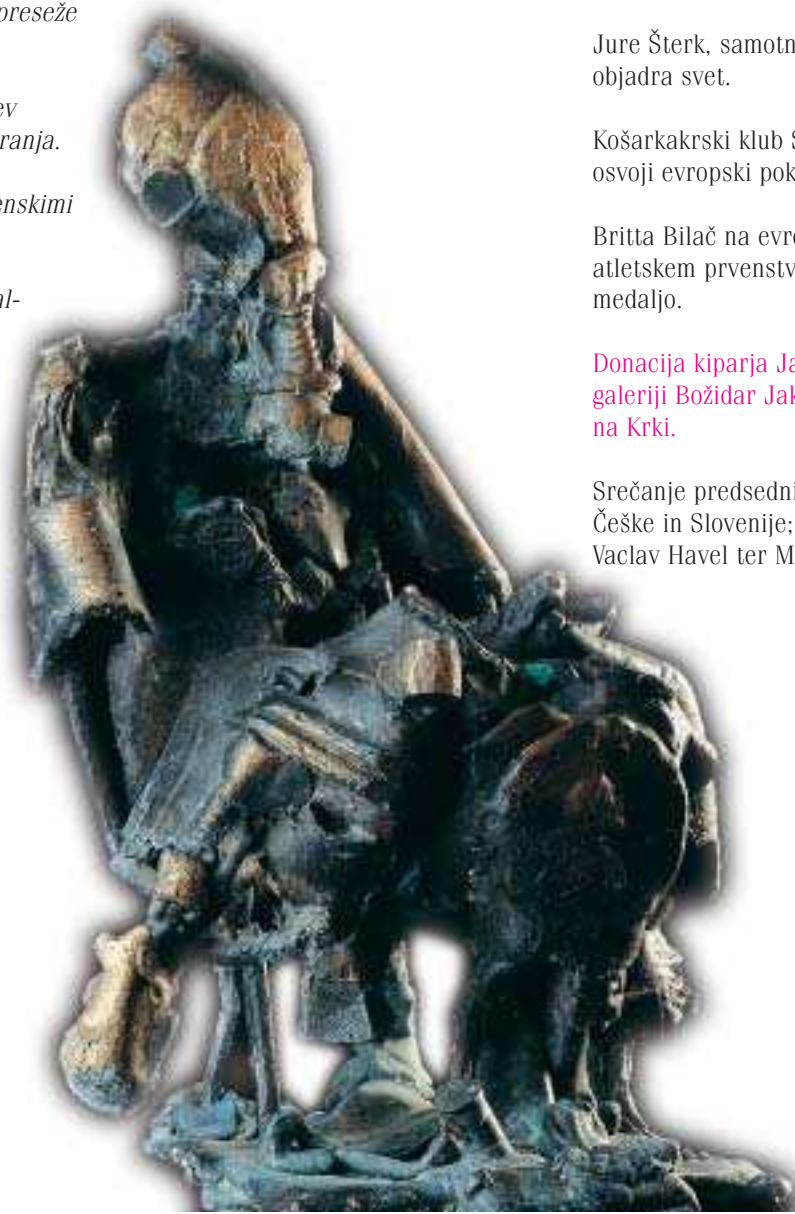 preseže
ev
ranja.
enskimi
al-
Jure Šterk, samotn
objadra svet.
Košarkakrski klub
osvoji evropski pok
Britta Bilač na evr
atletskem prvenstv
medaljo.
Donacija kiparja Ja
galeriji Božidar Jak
na Krki.
Srečanje predsedni
Češke in Slovenije;
Vaclav Havel ter M